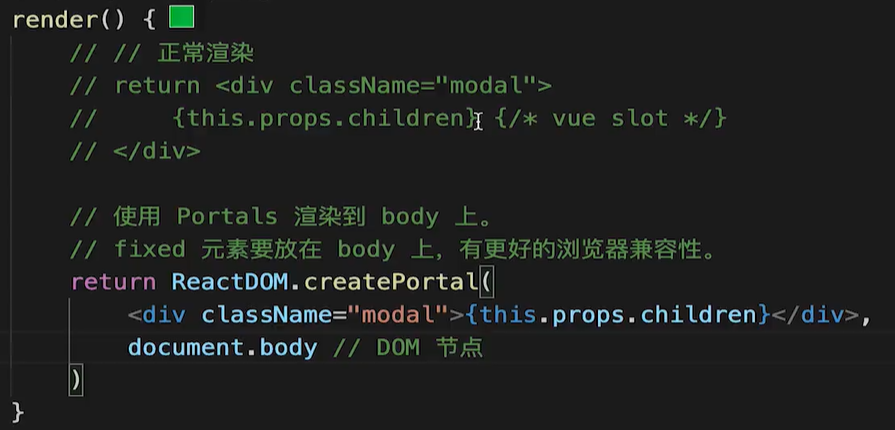 render() {
    // // 正常渲染
    // return <div className="modal">
    //     {this.props.children} {/* vue slot */}
    // </div>

    // 使用 Portals 渲染到 body 上。
    // fixed 元素要放在 body 上，有更好的浏览器兼容性。
    return ReactDOM.createPortal(
        <div className="modal">{this.props.children}</div>,
        document.body // DOM 节点
    )
}